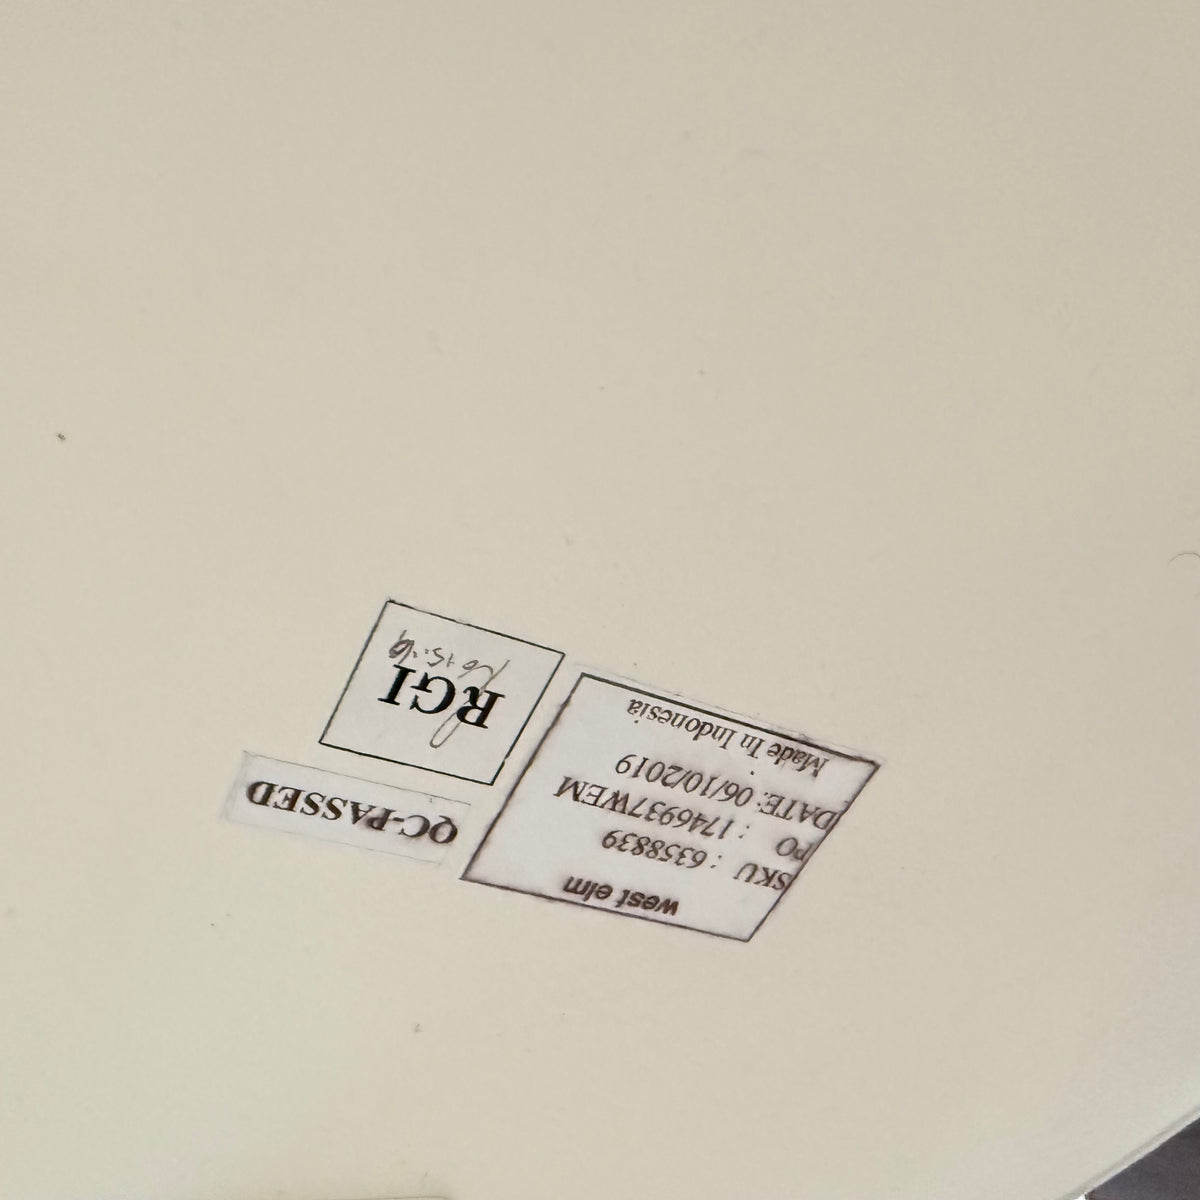 west elm
SKU : 6358839
PO : 1746937WEM
DATE: 06/10/2019
Made In Indonesia
QC-PASSED
RGI